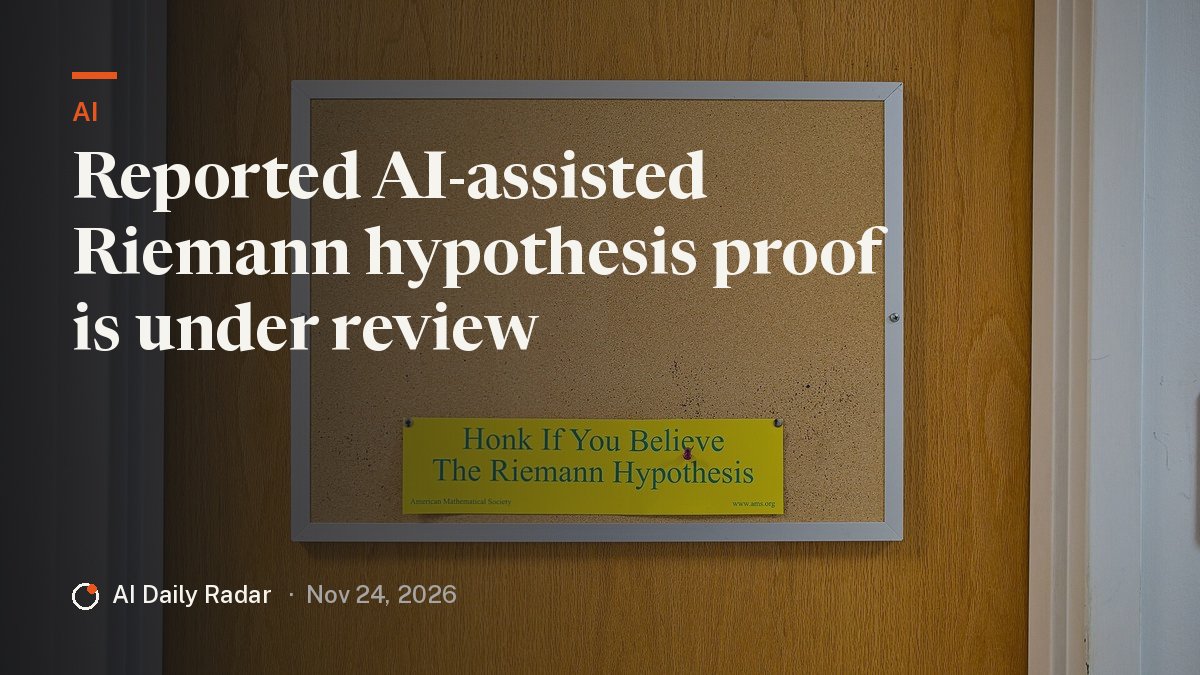 AI
Reported AI-assisted
Riemann hypothesis proof
is under review
Honk If You Believe
The Riemann Hypothesis
American Mathematical Society
www.ams.org
AI Daily Radar · Nov 24, 2026